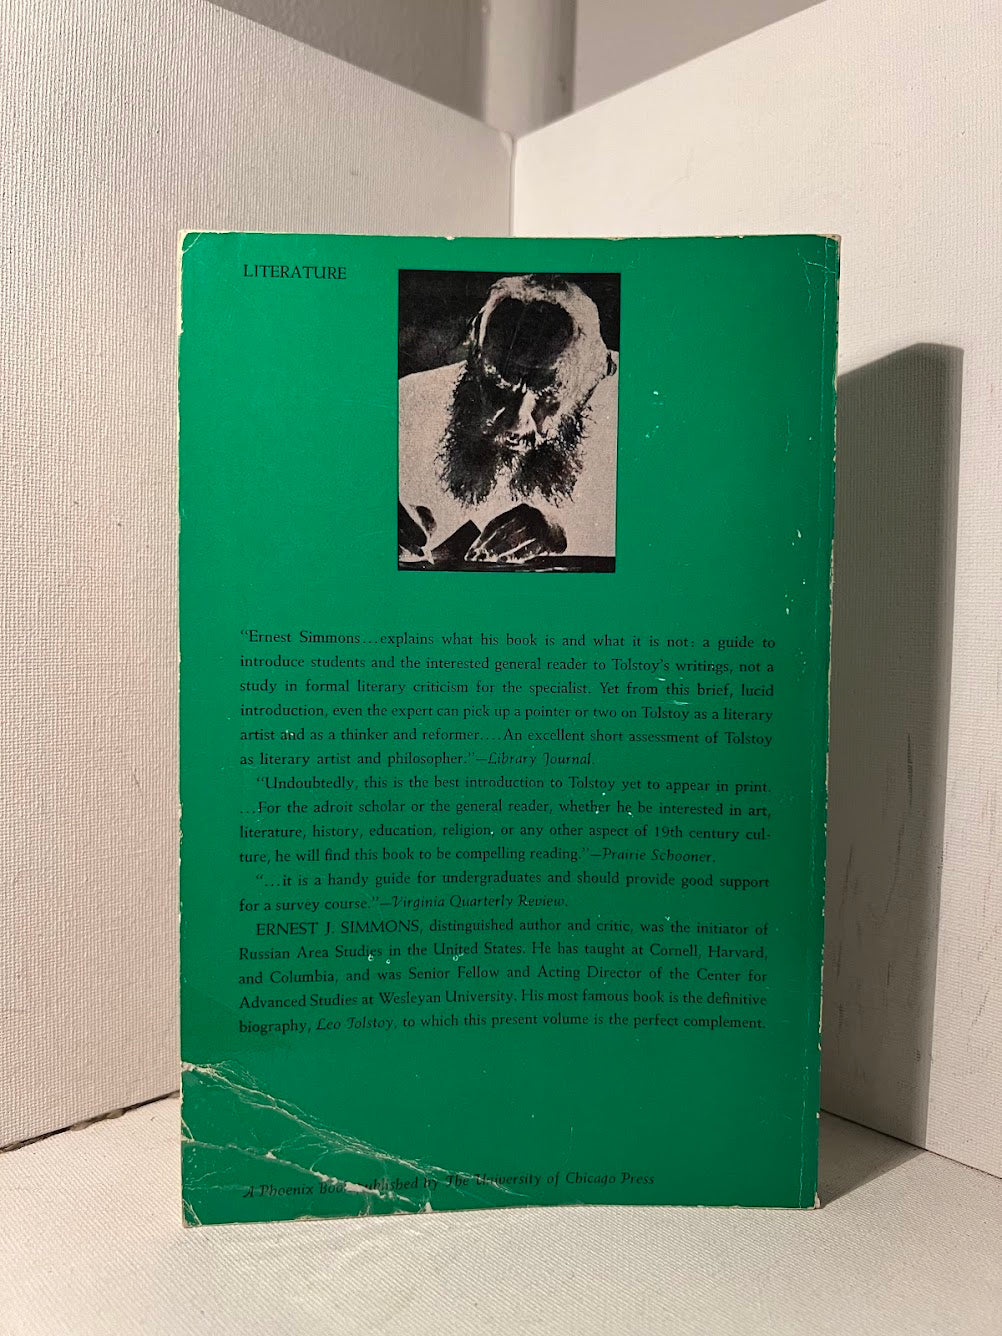 LITERATURE
“Ernest Simmons...explains what his book is and what it is not: a guide to
introduce students and the interested general reader to Tolstoy’s writings, not a
study in formal literary criticism for the specialist. Yet from this brief, lucid
introduction, even the expert can pick up a pointer or two on Tolstoy as a literary
artist and as a thinker and reformer....An excellent short assessment of Tolstoy
as literary artist and philosopher.”—Library Journal.
“Undoubtedly, this is the best introduction to Tolstoy yet to appear in print.
...For the adroit scholar or the general reader, whether he be interested in art,
literature, history, education, religion, or any other aspect of 19th century cul-
ture, he will find this book to be compelling reading.”—Prairie Schooner.
“...it is a handy guide for undergraduates and should provide good support
for a survey course.”—Virginia Quarterly Review.
ERNEST J. SIMMONS, distinguished author and critic, was the initiator of
Russian Area Studies in the United States. He has taught at Cornell, Harvard,
and Columbia, and was Senior Fellow and Acting Director of the Center for
Advanced Studies at Wesleyan University. His most famous book is the definitive
biography, Leo Tolstoy, to which this present volume is the perfect complement.
A Phoenix Book published by The University of Chicago Press